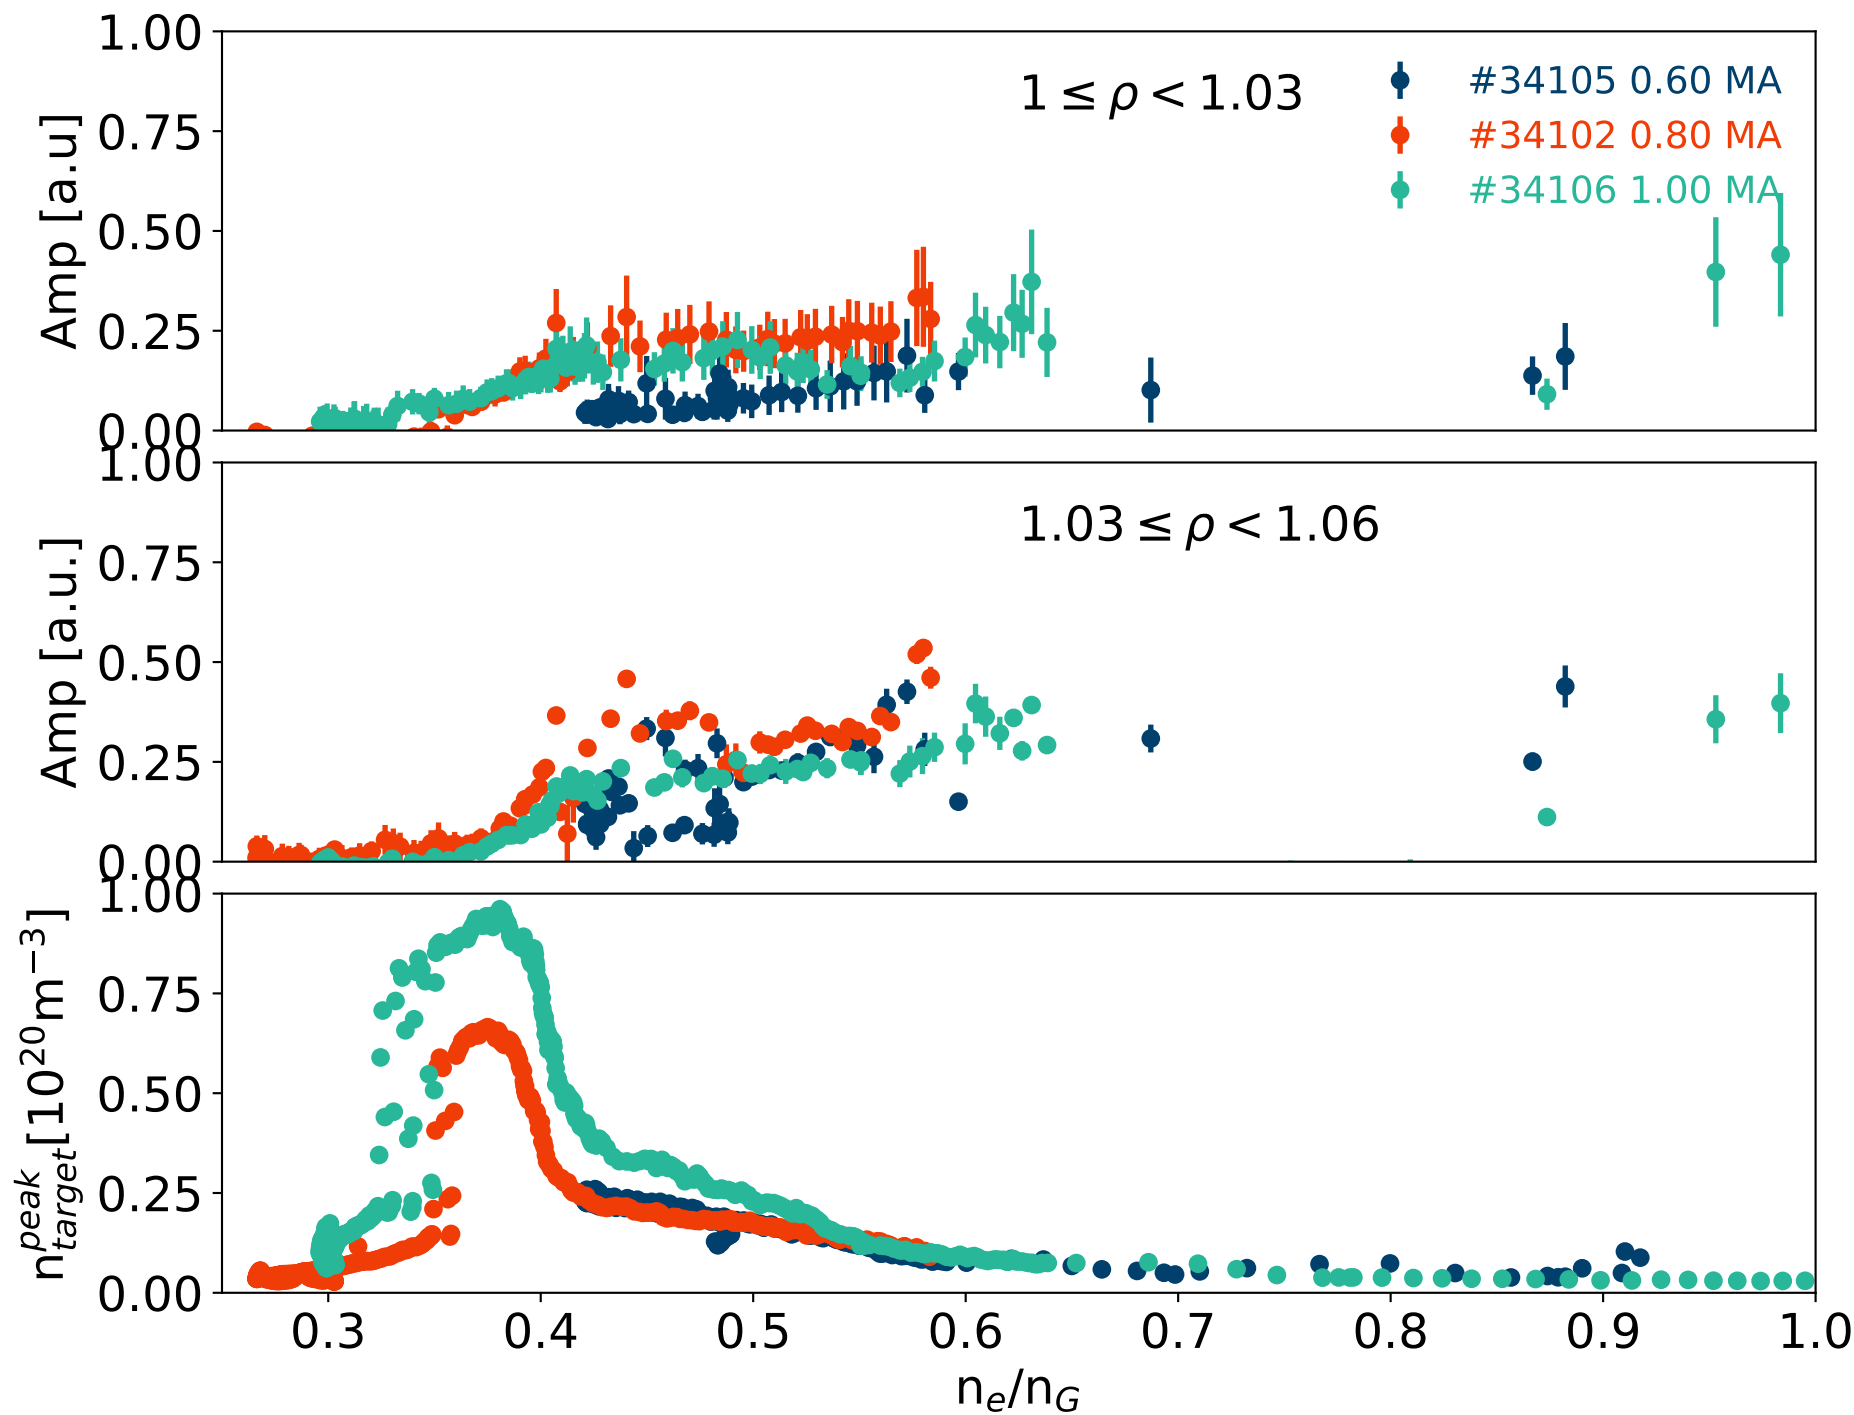 1.00
1 ≤ ρ < 1.03
#34105 0.60 MA
0.75
#34102 0.80 MA
Amp [a.u]
#34106 1.00 MA
0.50
0.25
0.00
1.00
1.03 ≤ ρ < 1.06
0.75
Amp [a.u.]
0.50
0.25
0.00
1.00
0.75
n_{target}^{peak}[10^{20}m^{−3}]
0.50
0.25
0.00
0.3 0.4 0.5 0.6 0.7 0.8 0.9 1.0
n_e/n_G